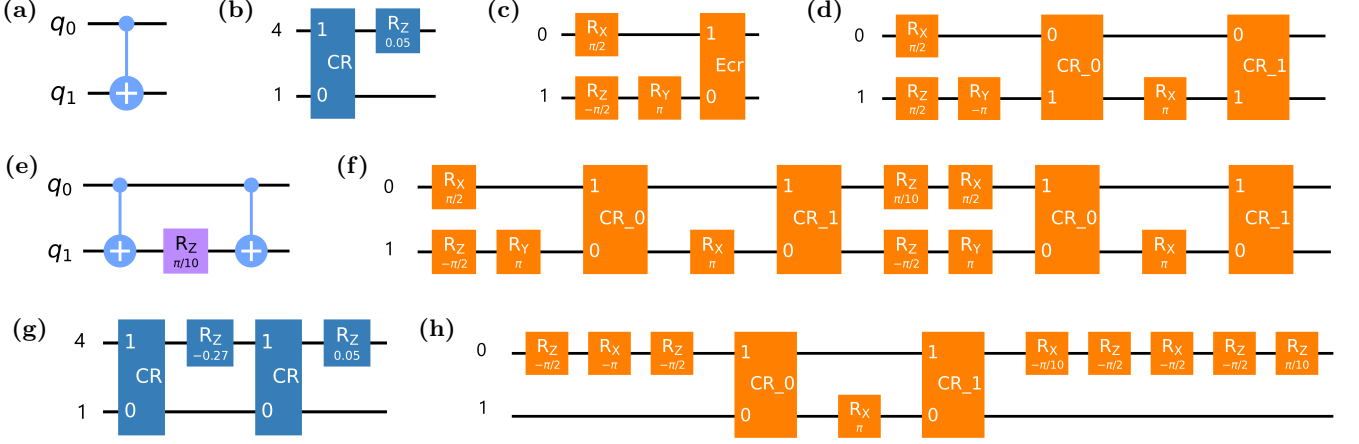 (a)
q0
q1
(b)
4 1 RZ 0.05
CR
1 0
(c)
0 RX π/2 1
Ecr
1 RZ −π/2 RY π 0
(d)
0 RX π/2 0 0
CR_0 CR_1
1 RZ π/2 RY −π 1 RX π 1
(e)
q0
q1 RZ π/10
(f)
0 RX π/2 1 1 RZ π/10 RX π/2 1 1
CR_0 CR_1 CR_0 CR_1
1 RZ −π/2 RY π 0 RX π 0 RZ −π/2 RY π 0 RX π 0
(g)
4 1 RZ −0.27 1 RZ 0.05
CR CR
1 0 0
(h)
0 RZ −π/2 RX −π RZ −π/2 1 1 RX −π/10 RZ −π/2 RX −π/2 RZ −π/2 RZ π/10
CR_0 CR_1
1 0 RX π 0